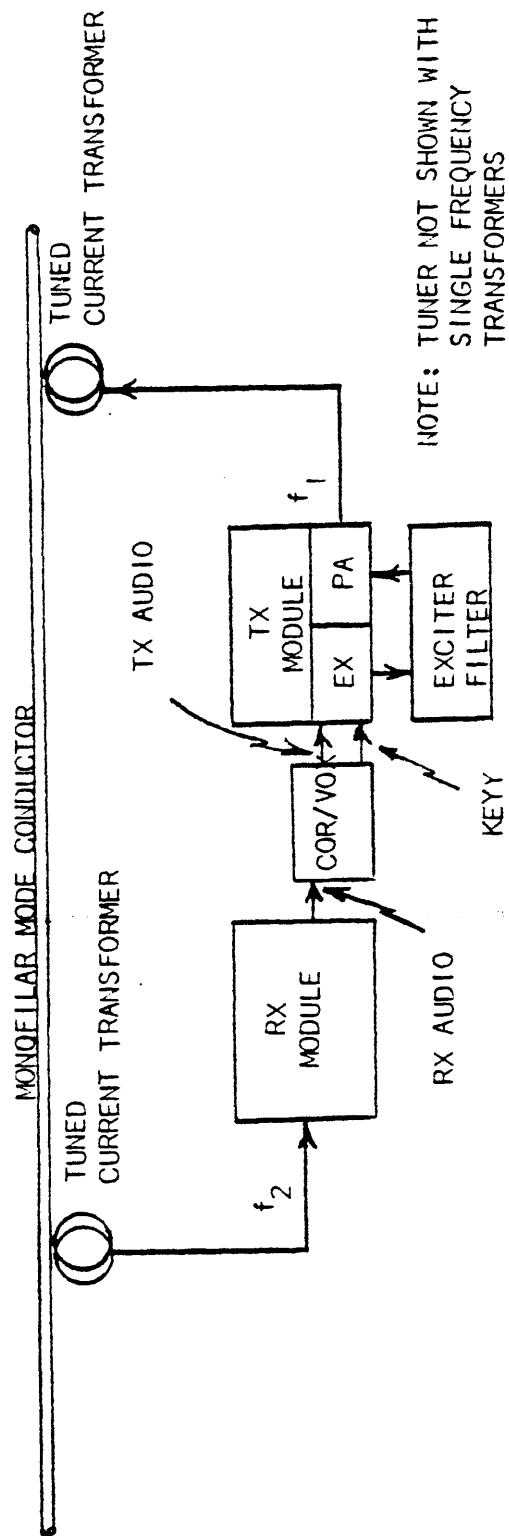 MONOFILAR MODE CONDUCTOR
TUNED
CURRENT TRANSFORMER
TUNED
CURRENT TRANSFORMER
f2
RX
MODULE
RX AUDIO
COR/VOX
TX AUDIO
KEYY
TX
MODULE
EX
PA
f1
EXCITER
FILTER
NOTE: TUNER NOT SHOWN WITH
SINGLE FREQUENCY
TRANSFORMERS